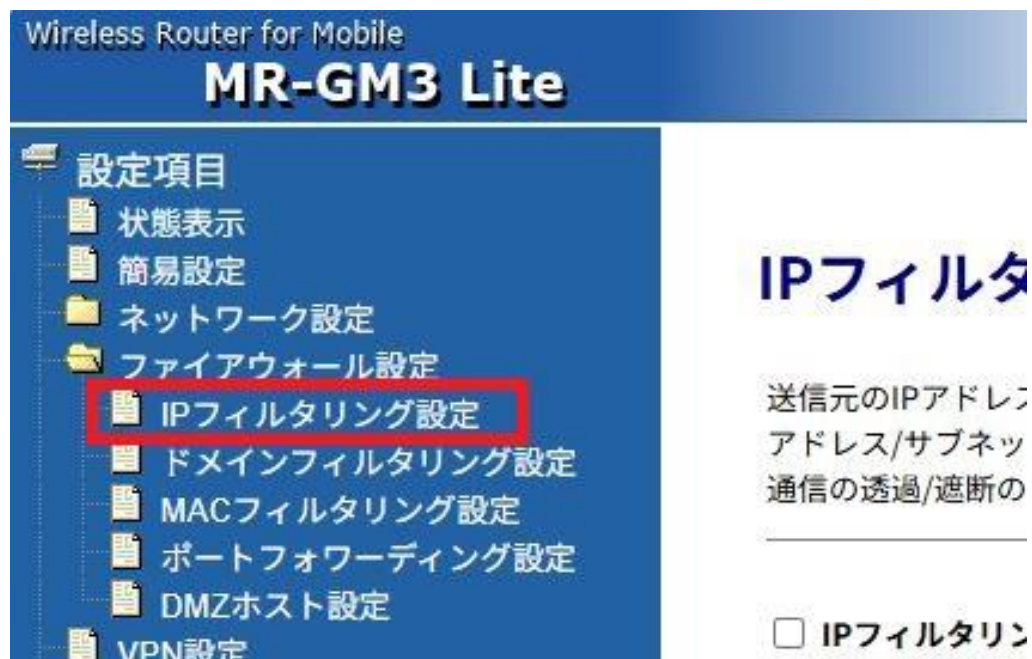 Wireless Router for Mobile
MR-GM3 Lite
設定項目
状態表示
簡易設定
ネットワーク設定
ファイアウォール設定
IPフィルタリング設定
ドメインフィルタリング設定
MACフィルタリング設定
ポートフォワーディング設定
DMZホスト設定
VPN設定
IPフィルタ
送信元のIPアドレス
アドレス/サブネッ
通信の透過/遮断の
IPフィルタリン